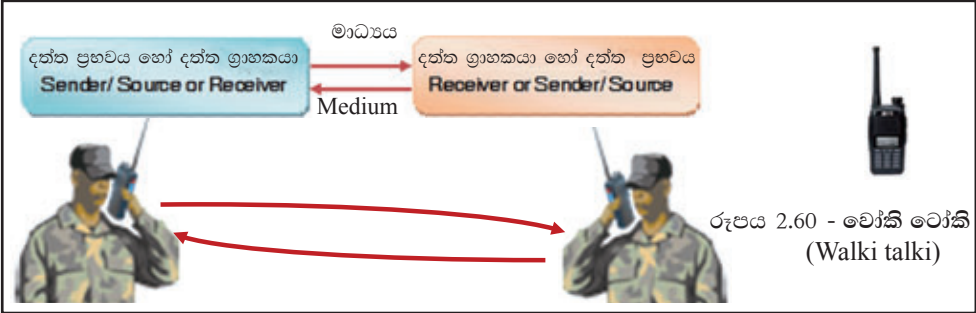 මාධ්‍යය
දත්ත ප්‍රභවය හෝ දත්ත ග්‍රාහකයා
Sender/ Source or Receiver
දත්ත ග්‍රාහකයා හෝ දත්ත ප්‍රභවය
Receiver or Sender/ Source
Medium
රූපය 2.60 - වෝකි ටෝකි
(Walki talki)